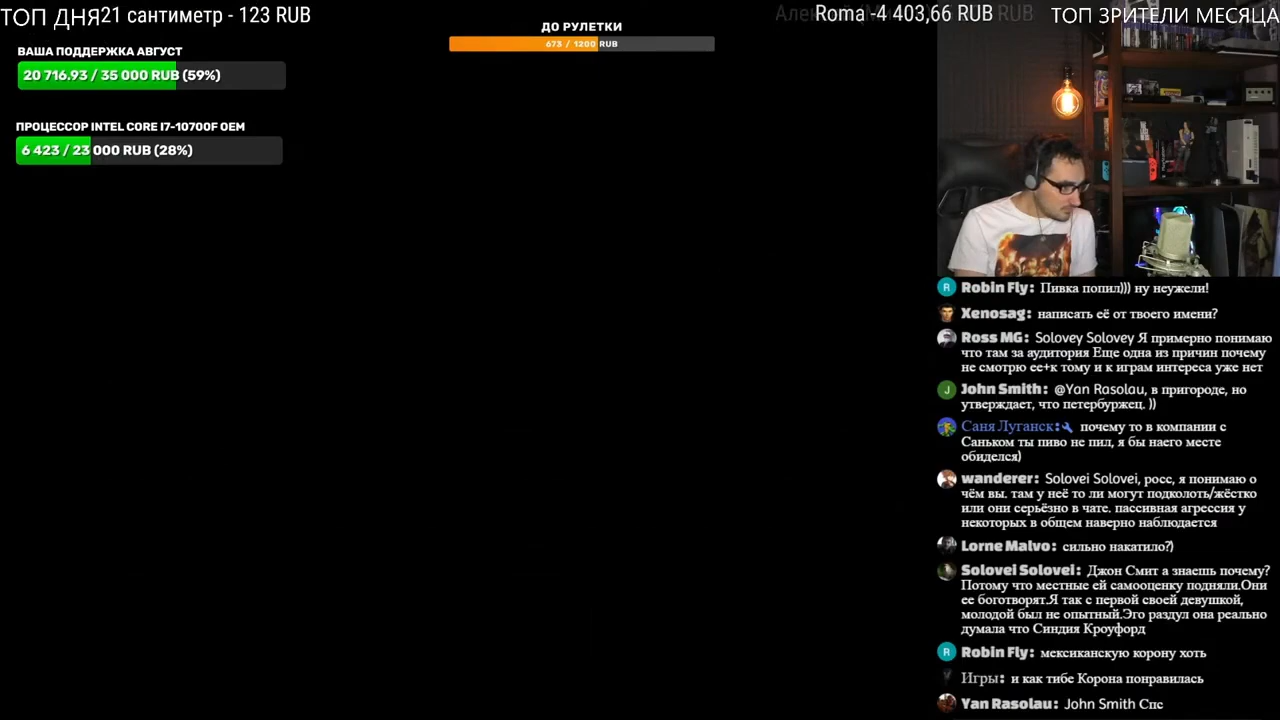 ТОП ДНЯ 21 сантиметр - 123 RUB
Roma - 4 403,66 RUB
RUB
ТОП ЗРИТЕЛИ МЕСЯЦА
ДО РУЛЕТКИ
673 / 1200 RUB
ВАША ПОДДЕРЖКА АВГУСТ
20 716.93 / 35 000 RUB (59%)
ПРОЦЕССОР INTEL CORE I7-10700F OEM
6 423 / 23 000 RUB (28%)
Robin Fly: Пивка попил))) ну неужели!
Xenosag: написать её от твоего имени?
Ross MG: Solovey Solovey Я примерно понимаю
что там за аудитория Еще одна из причин почему
не смотрю ее+к тому и к играм интереса уже нет
John Smith: @Yan Rasolau, в пригороде, но
утверждает, что петербуржец. ))
Саня Луганск: почему то в компании с
Саньком ты пиво не пил, я бы наего месте
обиделся)
wanderer: Solovei Solovei, росс, я понимаю о
чём вы. там у неё то ли могут подколоть/жёстко
или они серьёзно в чате. пассивная агрессия у
некоторых в общем наверно наблюдается
Lorne Malvo: сильно накатило?)
Solovei Solovei: Джон Смит а знаешь почему?
Потому что местные ей самооценку подняли.Они
ее боготворят.Я так с первой своей девушкой,
молодой был не опытный.Эго раздул она реально
думала что Синдия Кроуфорд
Robin Fly: мексиканскую корону хоть
Игры: и как тибе Корона понравилась
Yan Rasolau: John Smith Спс